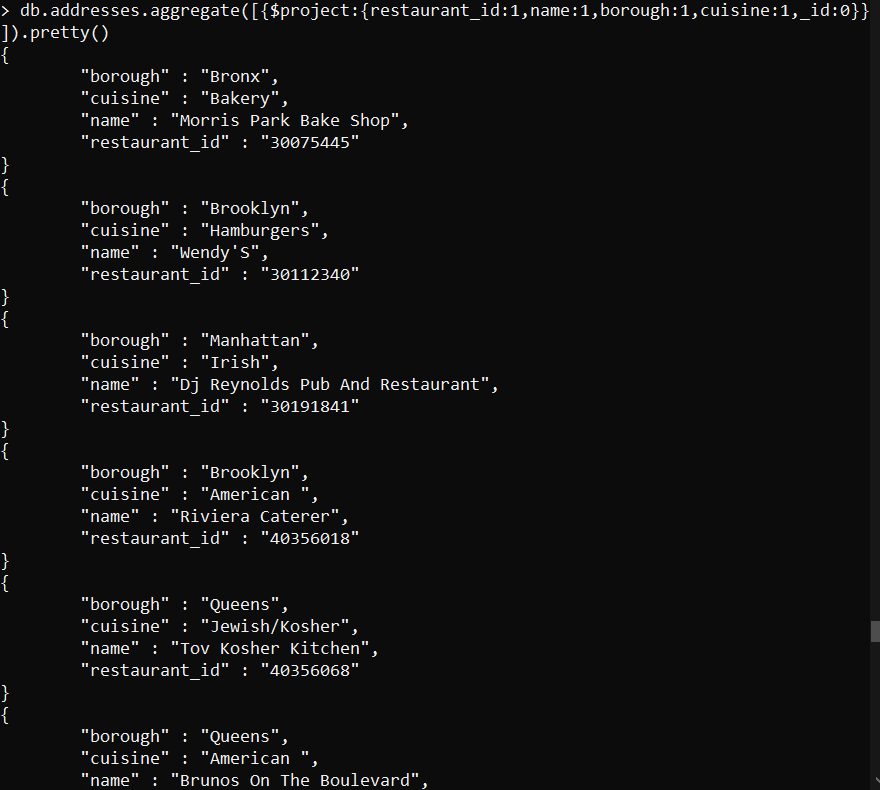 > db.addresses.aggregate([{$project:{restaurant_id:1,name:1,borough:1,cuisine:1,_id:0}}
]).pretty()
{
        "borough" : "Bronx",
        "cuisine" : "Bakery",
        "name" : "Morris Park Bake Shop",
        "restaurant_id" : "30075445"
}
{
        "borough" : "Brooklyn",
        "cuisine" : "Hamburgers",
        "name" : "Wendy'S",
        "restaurant_id" : "30112340"
}
{
        "borough" : "Manhattan",
        "cuisine" : "Irish",
        "name" : "Dj Reynolds Pub And Restaurant",
        "restaurant_id" : "30191841"
}
{
        "borough" : "Brooklyn",
        "cuisine" : "American ",
        "name" : "Riviera Caterer",
        "restaurant_id" : "40356018"
}
{
        "borough" : "Queens",
        "cuisine" : "Jewish/Kosher",
        "name" : "Tov Kosher Kitchen",
        "restaurant_id" : "40356068"
}
{
        "borough" : "Queens",
        "cuisine" : "American ",
        "name" : "Brunos On The Boulevard",